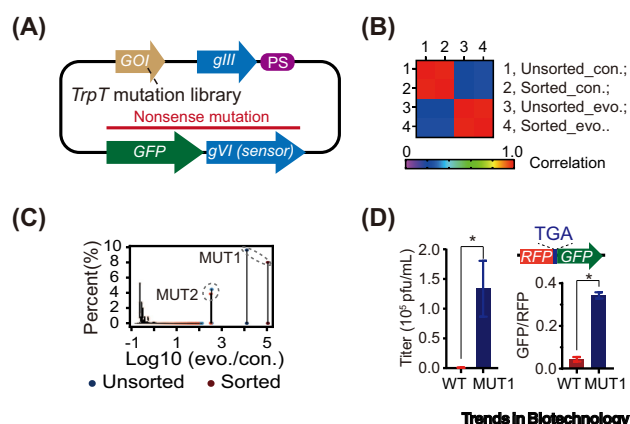 (A)
GOI
gIII
PS
TrpT mutation library
Nonsense mutation
GFP
gVI (sensor)
(B)
1 2 3 4
1
2
3
4
1, Unsorted_con.;
2, Sorted_con.;
3, Unsorted_evo.;
4, Sorted_evo..
0
1.0
Correlation
(C)
Percent(%)
10
8
6
4
2
0
MUT1
MUT2
-1 1 3 5
Log10 (evo./con.)
Unsorted Sorted
(D)
Titer (10⁵ pfu/mL)
2.0
1.5
1.0
0.5
0.0
*
WT MUT1
TGA
RFP GFP
GFP/RFP
0.4
0.2
0.0
*
WT MUT1
Trends in Biotechnology